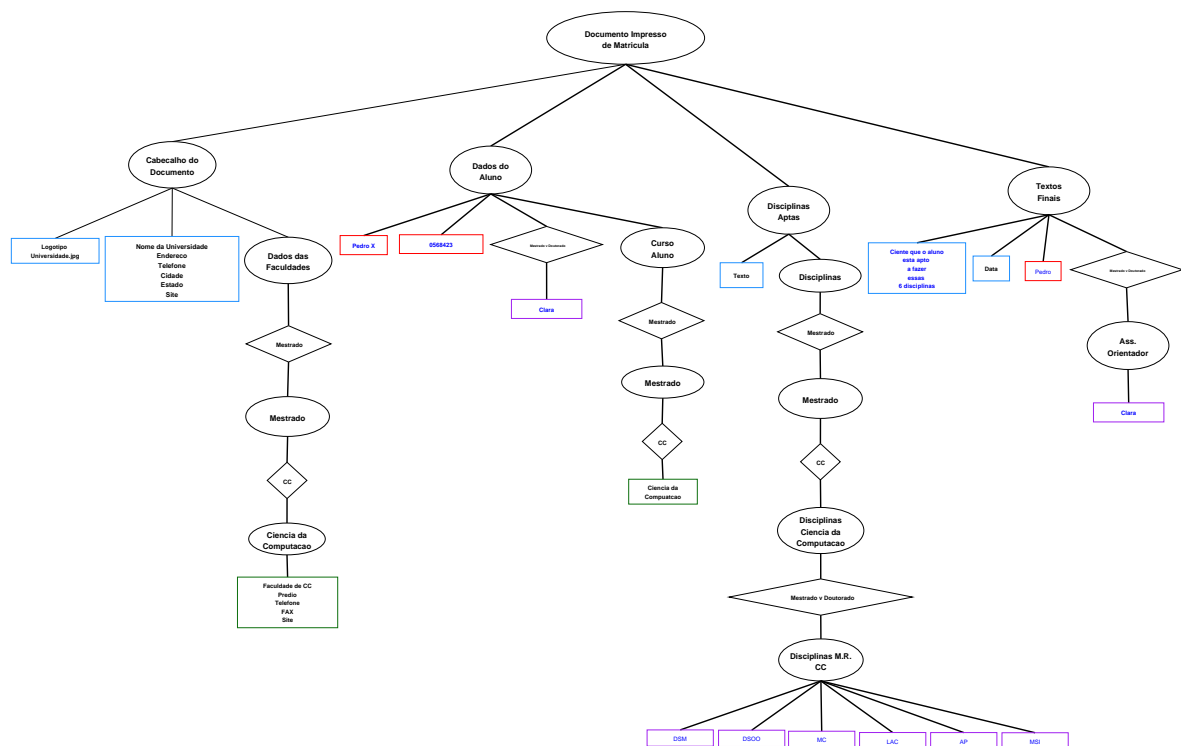 Documento Impresso
de Matricula
Cabecalho do
Documento
Dados do
Aluno
Disciplinas
Aptas
Textos
Finais
Logotipo
Universidade.jpg
Nome da Universidade
Endereco
Telefone
Cidade
Estado
Site
Dados das
Faculdades
Pedro X
0568423
Mestrado v Doutorado
Curso
Aluno
Texto
Disciplinas
Ciente que o aluno
esta apto
a fazer
essas
6 disciplinas
Data
Pedro
Mestrado v Doutorado
Clara
Mestrado
Mestrado
Mestrado
Ass.
Orientador
Mestrado
Mestrado
Mestrado
Clara
CC
CC
CC
Ciencia da
Compuatcao
Ciencia da
Computacao
Disciplinas
Ciencia da
Computacao
Faculdade de CC
Predio
Telefone
FAX
Site
Mestrado v Doutorado
Disciplinas M.R.
CC
DSM
DSOO
MC
LAC
AP
MSI